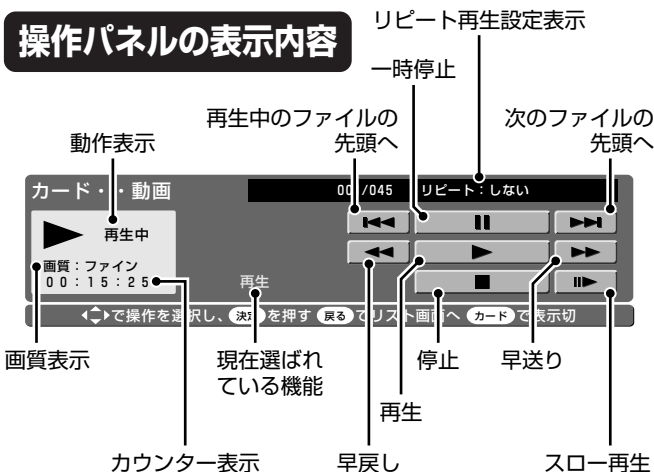 操作パネルの表示内容
リピート再生設定表示
一時停止
再生中のファイルの
先頭へ
次のファイルの
先頭へ
動作表示
カード・・動画
/045 リピート：しない
再生中
画質：ファイン
00：15：25
再生
で操作を選択し、決定を押す 戻るでリスト画面へ カードで表示切
画質表示
現在選ばれ
ている機能
停止
早送り
再生
カウンター表示
早戻し
スロー再生